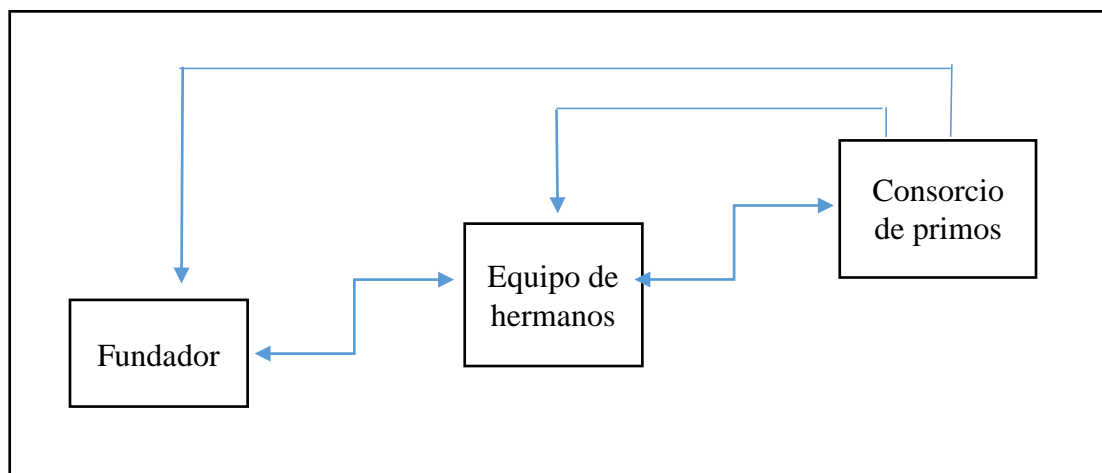 Consorcio
de primos
Equipo de
hermanos
Fundador